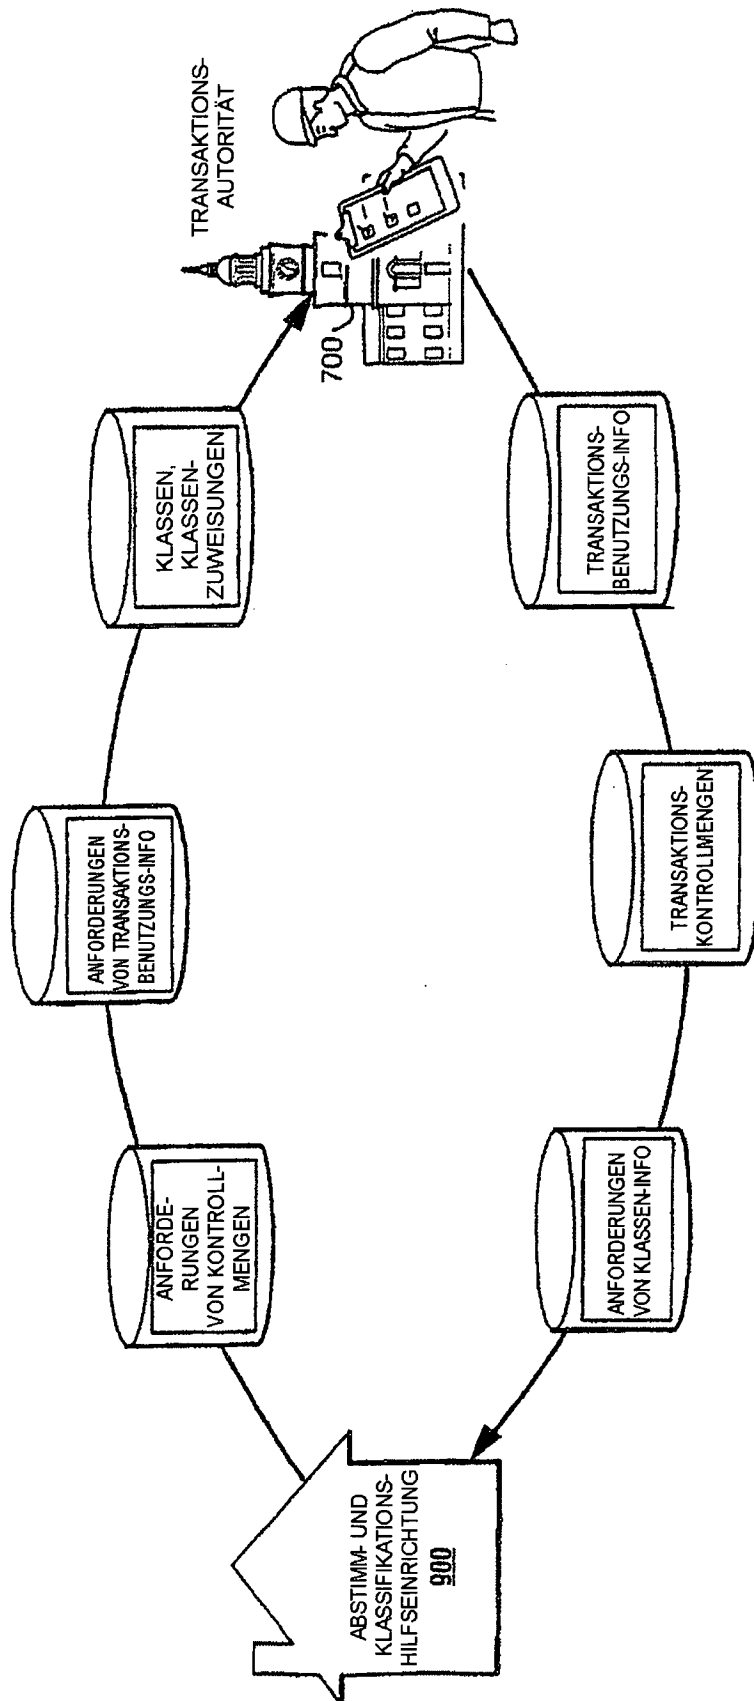 TRANSAKTIONS-
AUTORITÄT
700
KLASSEN,
KLASSEN-
ZUWEISUNGEN
ANFORDERUNGEN
VON TRANSAKTIONS-
BENUTZUNGS-INFO
ANFORDE-
RUNGEN
VON KONTROLL-
MENGEN
ABSTIMM- UND
KLASSIFIKATIONS-
HILFSEINRICHTUNG
900
ANFORDERUNGEN
VON KLASSEN-INFO
TRANSAKTIONS-
KONTROLLMENGEN
TRANSAKTIONS-
BENUTZUNGS-INFO